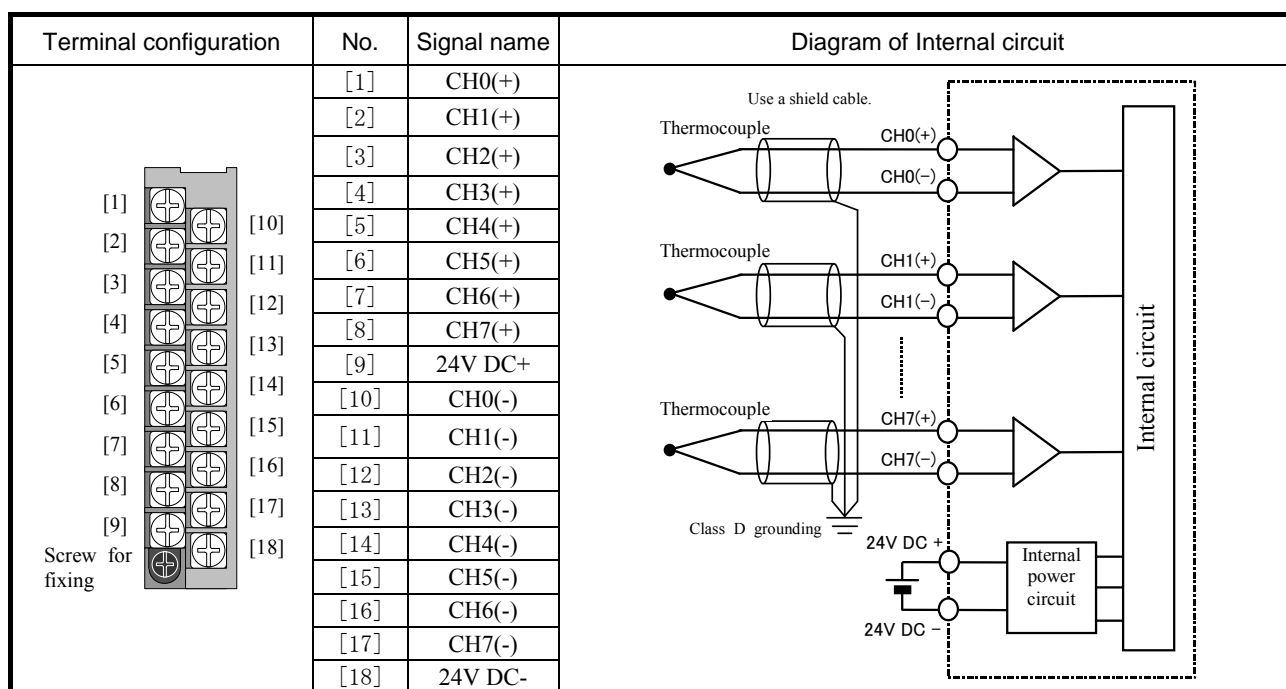 Terminal configuration
No.
Signal name
Diagram of Internal circuit
[1]
[2]
[3]
[4]
[5]
[6]
[7]
[8]
[9]
Screw for
fixing
[10]
[11]
[12]
[13]
[14]
[15]
[16]
[17]
[18]
[1] CH0(+)
[2] CH1(+)
[3] CH2(+)
[4] CH3(+)
[5] CH4(+)
[6] CH5(+)
[7] CH6(+)
[8] CH7(+)
[9] 24V DC+
[10] CH0(-)
[11] CH1(-)
[12] CH2(-)
[13] CH3(-)
[14] CH4(-)
[15] CH5(-)
[16] CH6(-)
[17] CH7(-)
[18] 24V DC-
Use a shield cable.
Thermocouple
CH0(+)
CH0(-)
Thermocouple
CH1(+)
CH1(-)
Thermocouple
CH7(+)
CH7(-)
Class D grounding
24V DC +
24V DC -
Internal
power
circuit
Internal circuit